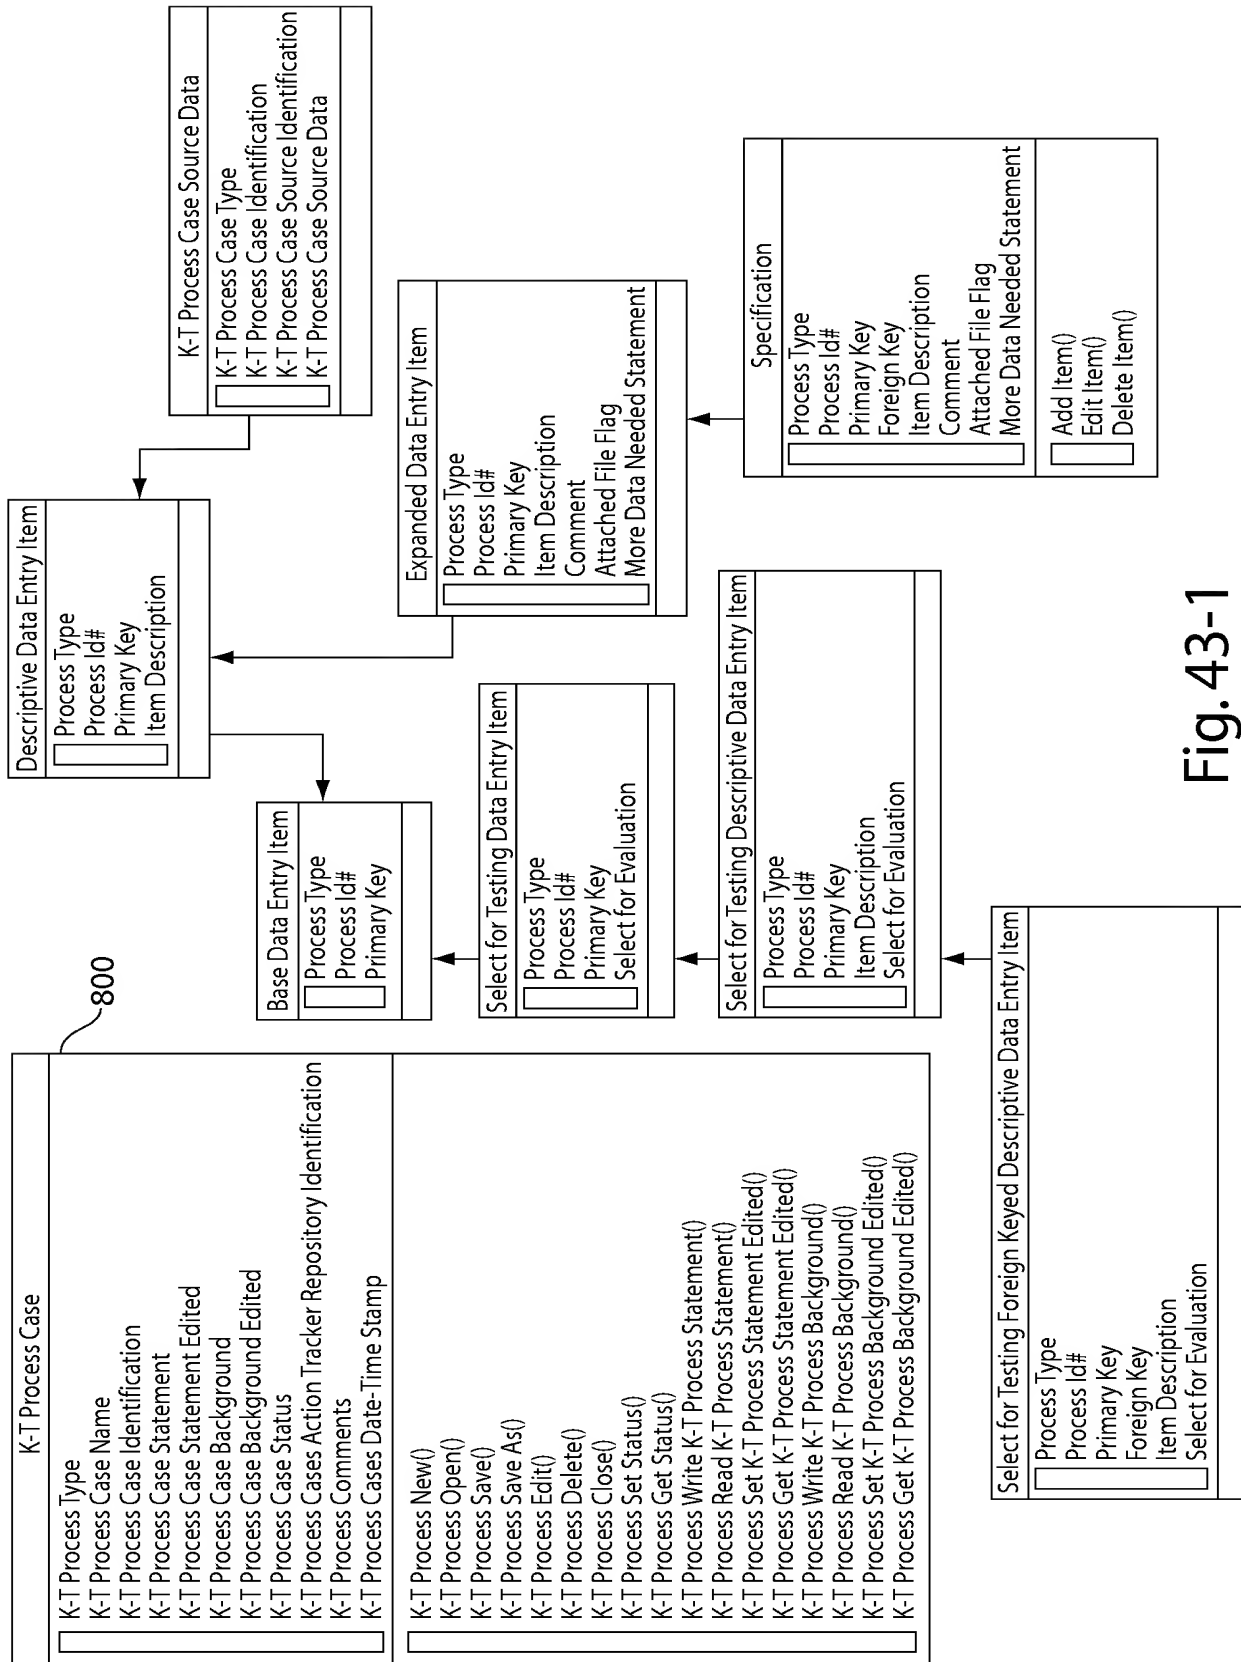 K-T Process Case
K-T Process Type
K-T Process Case Name
K-T Process Case Identification
K-T Process Case Statement
K-T Process Case Statement Edited
K-T Process Case Background
K-T Process Case Background Edited
K-T Process Case Status
K-T Process Cases Action Tracker Repository Identification
K-T Process Comments
K-T Process Cases Date-Time Stamp
K-T Process New()
K-T Process Open()
K-T Process Save()
K-T Process Save As()
K-T Process Edit()
K-T Process Delete()
K-T Process Close()
K-T Process Set Status()
K-T Process Get Status()
K-T Process Write K-T Process Statement()
K-T Process Read K-T Process Statement()
K-T Process Set K-T Process Statement Edited()
K-T Process Get K-T Process Statement Edited()
K-T Process Write K-T Process Background()
K-T Process Read K-T Process Background()
K-T Process Set K-T Process Background Edited()
K-T Process Get K-T Process Background Edited()
800
Descriptive Data Entry Item
Process Type
Process Id#
Primary Key
Item Description
K-T Process Case Source Data
K-T Process Case Type
K-T Process Case Identification
K-T Process Case Source Identification
K-T Process Case Source Data
Base Data Entry Item
Process Type
Process Id#
Primary Key
Expanded Data Entry Item
Process Type
Process Id#
Primary Key
Item Description
Comment
Attached File Flag
More Data Needed Statement
Select for Testing Data Entry Item
Process Type
Process Id#
Primary Key
Select for Evaluation
Select for Testing Descriptive Data Entry Item
Process Type
Process Id#
Primary Key
Item Description
Select for Evaluation
Specification
Process Type
Process Id#
Primary Key
Foreign Key
Item Description
Comment
Attached File Flag
More Data Needed Statement
Add Item()
Edit Item()
Delete Item()
Select for Testing Foreign Keyed Descriptive Data Entry Item
Process Type
Process Id#
Primary Key
Foreign Key
Item Description
Select for Evaluation
Fig. 43-1